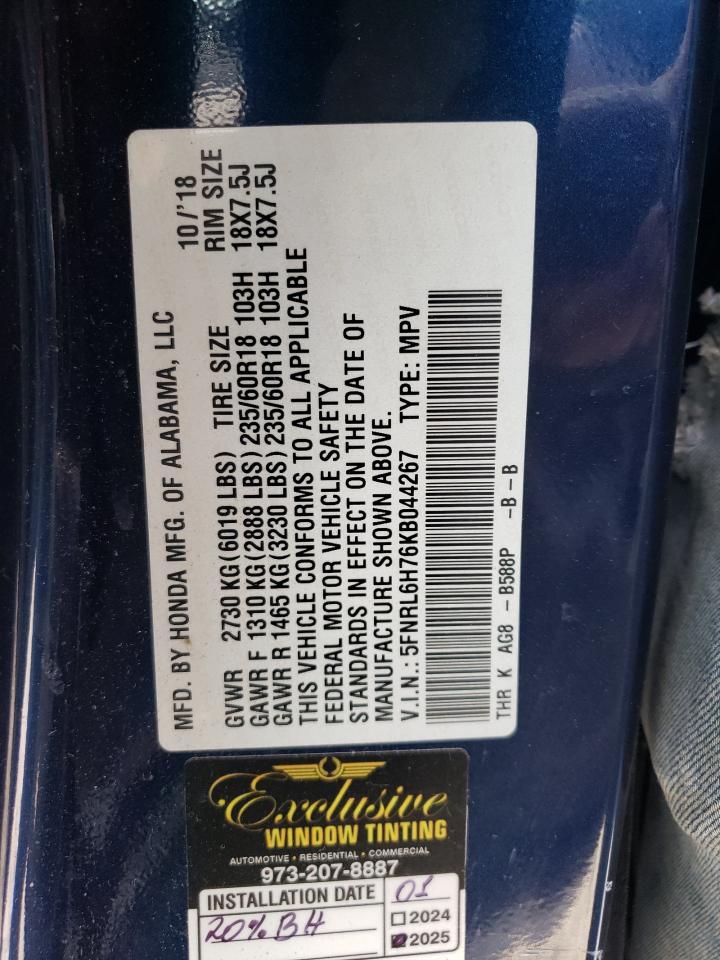 MFD. BY HONDA MFG. OF ALABAMA, LLC 10/'18
GVWR 2730 KG (6019 LBS) TIRE SIZE RIM SIZE
GAWR F 1310 KG (2888 LBS) 235/60R18 103H 18X7.5J
GAWR R 1465 KG (3230 LBS) 235/60R18 103H 18X7.5J
THIS VEHICLE CONFORMS TO ALL APPLICABLE
FEDERAL MOTOR VEHICLE SAFETY
STANDARDS IN EFFECT ON THE DATE OF
MANUFACTURE SHOWN ABOVE.
V.I.N.: 5FNRL6H76KB044267 TYPE: MPV
THR K AG8 - B588P -B-B
Exclusive
WINDOW TINTING
AUTOMOTIVE • RESIDENTIAL • COMMERCIAL
973-207-8887
INSTALLATION DATE 01
20% BH
2024
2025